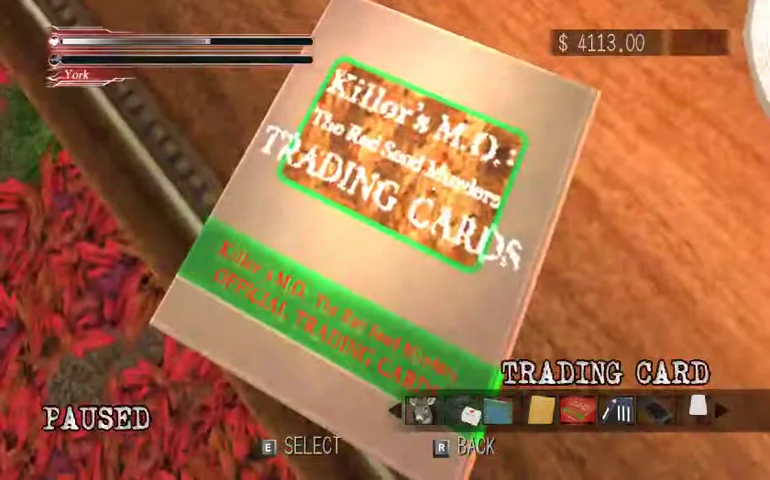 $ 4113.00
York
Killer's M.O.:
The Red Seed Murders
TRADING CARDS
Killer's M.O. The Red Seed Murders
OFFICIAL TRADING CARDS
TRADING CARD
PAUSED
E SELECT
R BACK